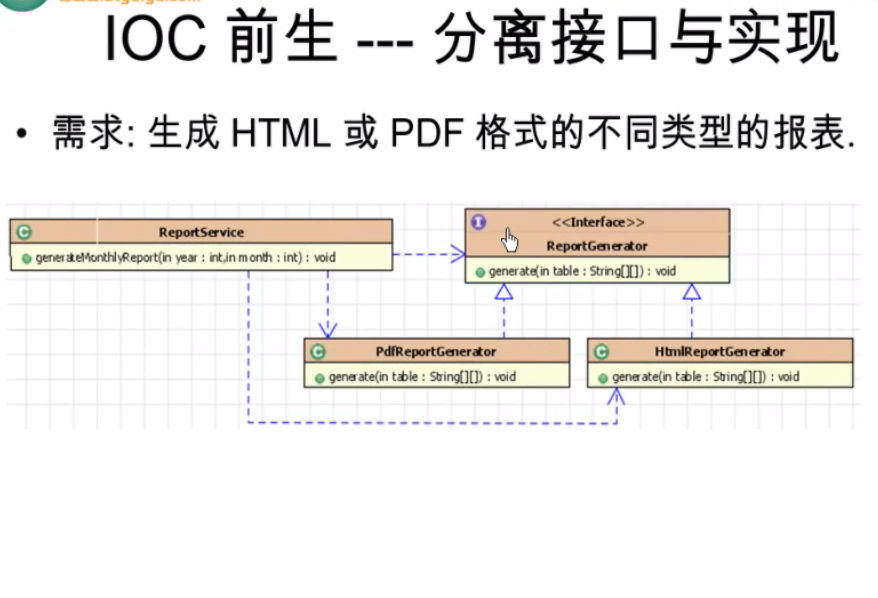 IOC 前生 --- 分离接口与实现
• 需求: 生成 HTML 或 PDF 格式的不同类型的报表.
ReportService
generateMonthlyReport(in year : int,in month : int) : void
<<Interface>>
ReportGenerator
generate(in table : String[][]) : void
PdfReportGenerator
generate(in table : String[][]) : void
HtmlReportGenerator
generate(in table : String[][]) : void